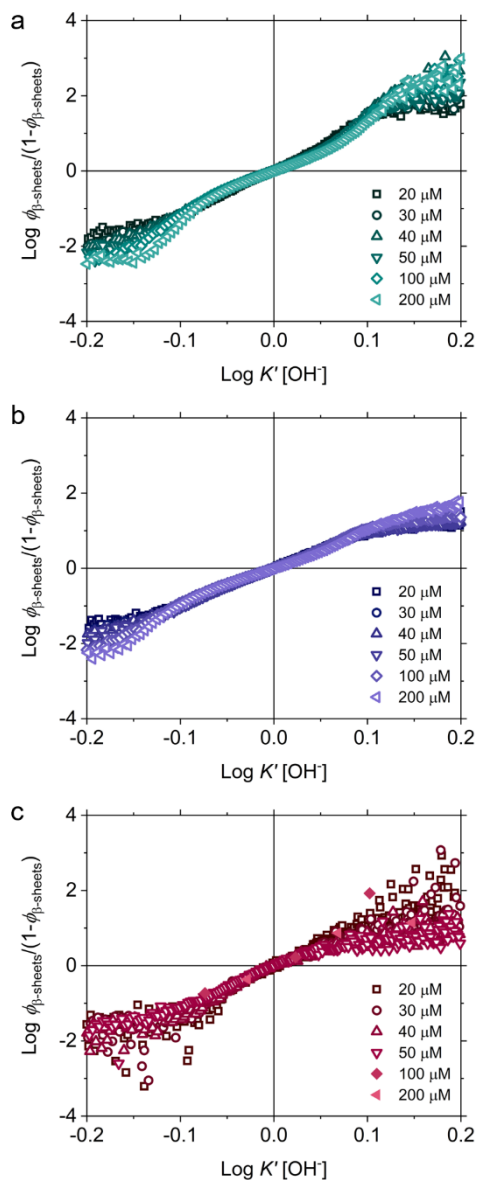 a
Log ϕβ-sheets/(1-ϕβ-sheets)
4
2
0
-2
-4
20 µM
30 µM
40 µM
50 µM
100 µM
200 µM
-0.2 -0.1 0.0 0.1 0.2
Log K' [OH-]
b
Log ϕβ-sheets/(1-ϕβ-sheets)
4
2
0
-2
-4
20 µM
30 µM
40 µM
50 µM
100 µM
200 µM
-0.2 -0.1 0.0 0.1 0.2
Log K' [OH-]
c
Log ϕβ-sheets/(1-ϕβ-sheets)
4
2
0
-2
-4
20 µM
30 µM
40 µM
50 µM
100 µM
200 µM
-0.2 -0.1 0.0 0.1 0.2
Log K' [OH-]